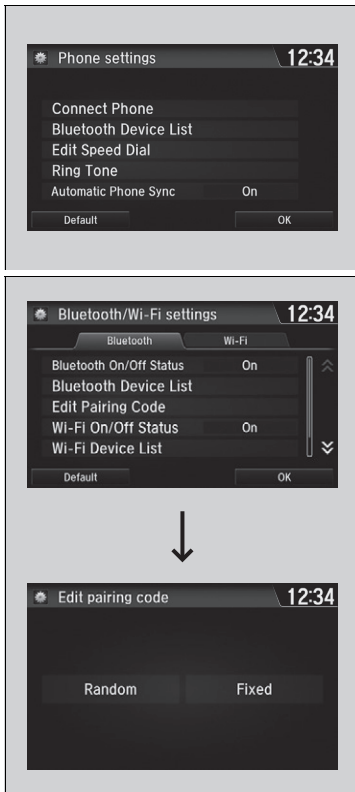 Phone settings 12:34
Connect Phone
Bluetooth Device List
Edit Speed Dial
Ring Tone
Automatic Phone Sync On
Default OK
Bluetooth/Wi-Fi settings 12:34
Bluetooth Wi-Fi
Bluetooth On/Off Status On
Bluetooth Device List
Edit Pairing Code
Wi-Fi On/Off Status On
Wi-Fi Device List
Default OK
Edit pairing code 12:34
Random Fixed